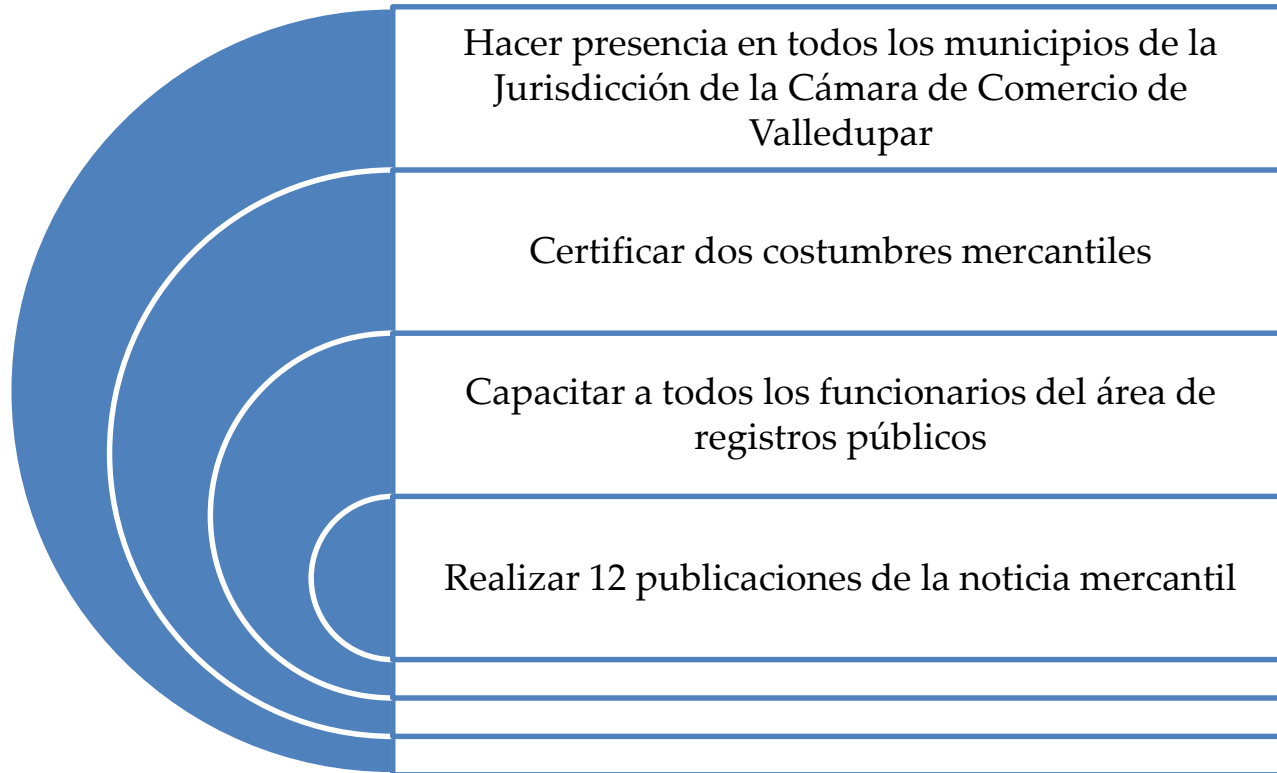 Hacer presencia en todos los municipios de la
Jurisdicción de la Cámara de Comercio de
Valledupar
Certificar dos costumbres mercantiles
Capacitar a todos los funcionarios del área de
registros públicos
Realizar 12 publicaciones de la noticia mercantil